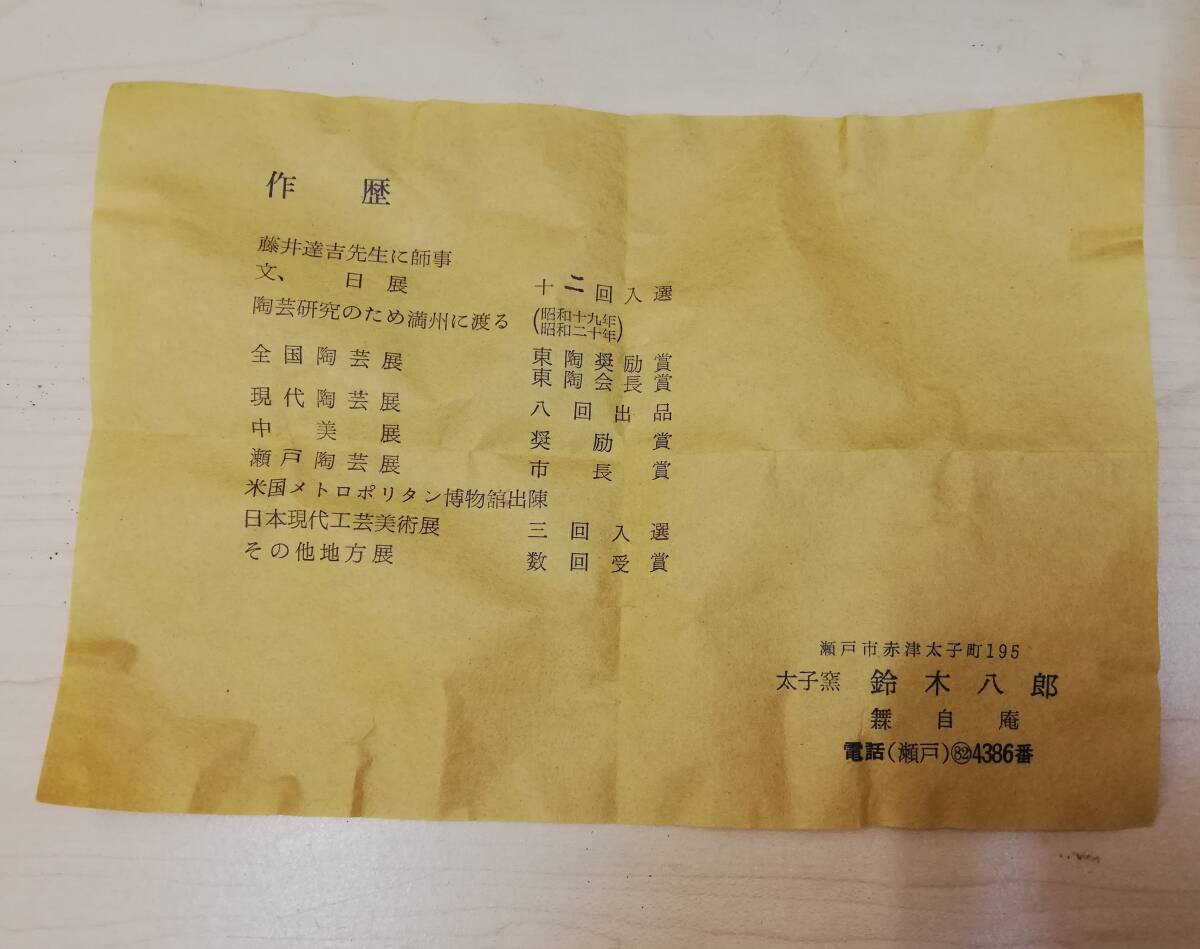 作歴
藤井達吉先生に師事
文、日展 十二回入選
陶芸研究のため満州に渡る (昭和十九年
昭和二十年)
全国陶芸展 東陶奨励賞
東陶会長賞
現代陶芸展 八回出品
中美展 奨励賞
瀬戸陶芸展 市長賞
米国メトロポリタン博物舘出陳
日本現代工芸美術展 三回入選
その他地方展 数回受賞
瀬戸市赤津太子町195
太子窯 鈴木八郎
自庵
電話(瀬戸)㉘4386番